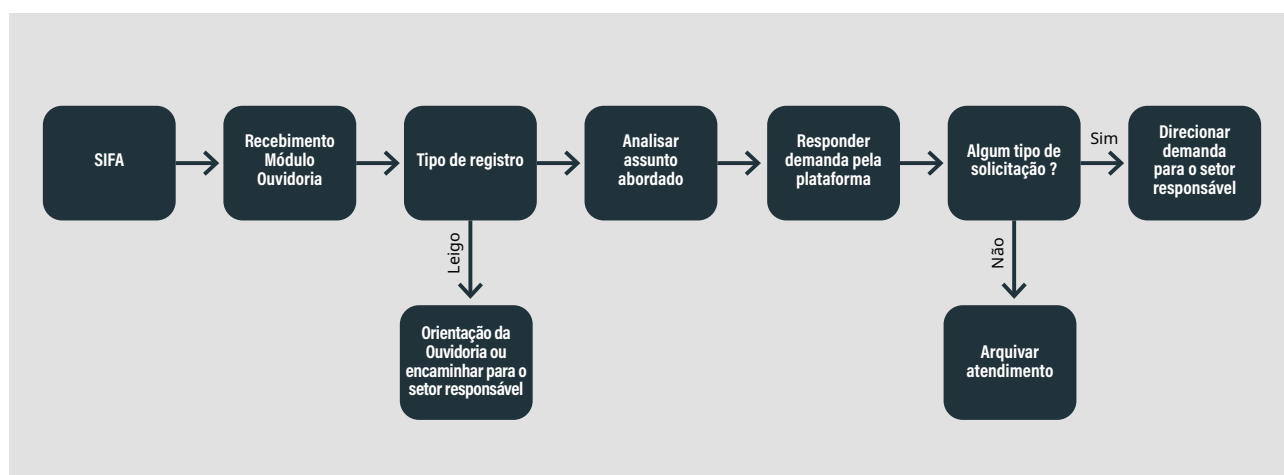 SIFA
Recebimento
Módulo
Ouvidoria
Tipo de registro
Analisar
assunto
abordado
Responder
demanda pela
plataforma
Algum tipo de
solicitação ?
Sim
Direcionar
demanda
para o setor
responsável
Leigo
Não
Orientação da
Ouvidoria ou
encaminhar para o
setor responsável
Arquivar
atendimento